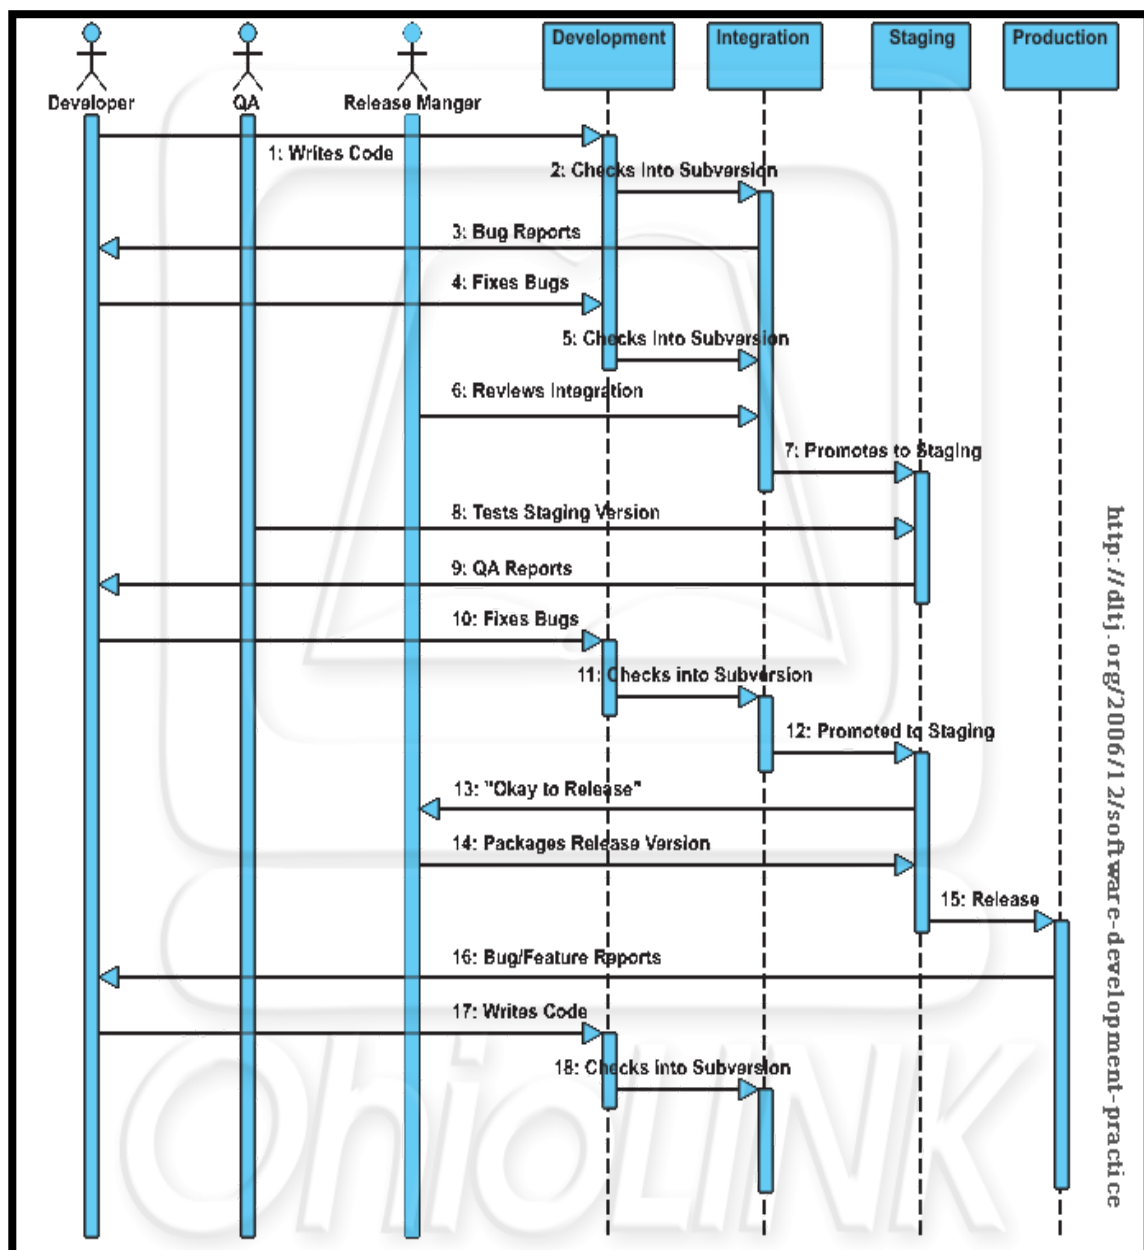 Development Integration Staging Production
Developer QA Release Manger
1: Writes Code
2: Checks Into Subversion
3: Bug Reports
4: Fixes Bugs
5: Checks Into Subversion
6: Reviews Integration
7: Promotes to Staging
8: Tests Staging Version
9: QA Reports
10: Fixes Bugs
11: Checks into Subversion
12: Promoted to Staging
13: "Okay to Release"
14: Packages Release Version
15: Release
16: Bug/Feature Reports
17: Writes Code
18: Checks into Subversion
http://dltj.org/2006/12/software-development-practice
OhioLINK